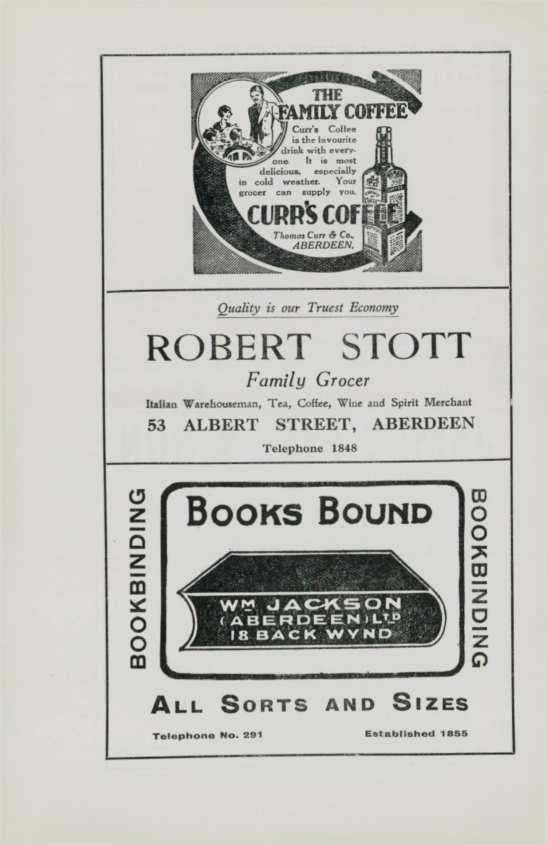 THE
FAMILY COFFEE
Curr's Coffee
is the favourite
drink with every-
one. It is most
delicious, especially
in cold weather. Your
grocer can supply you.
CURR'S COFFEE
Thomas Curr & Co.,
ABERDEEN.
Quality is our Truest Economy
ROBERT STOTT
Family Grocer
Italian Warehouseman, Tea, Coffee, Wine and Spirit Merchant
53 ALBERT STREET, ABERDEEN
Telephone 1848
BOOKBINDING
BOOKS BOUND
WM JACKSON
(ABERDEEN) LTD
18 BACK WYND
BOOKBINDING
ALL SORTS AND SIZES
Telephone No. 291
Established 1855